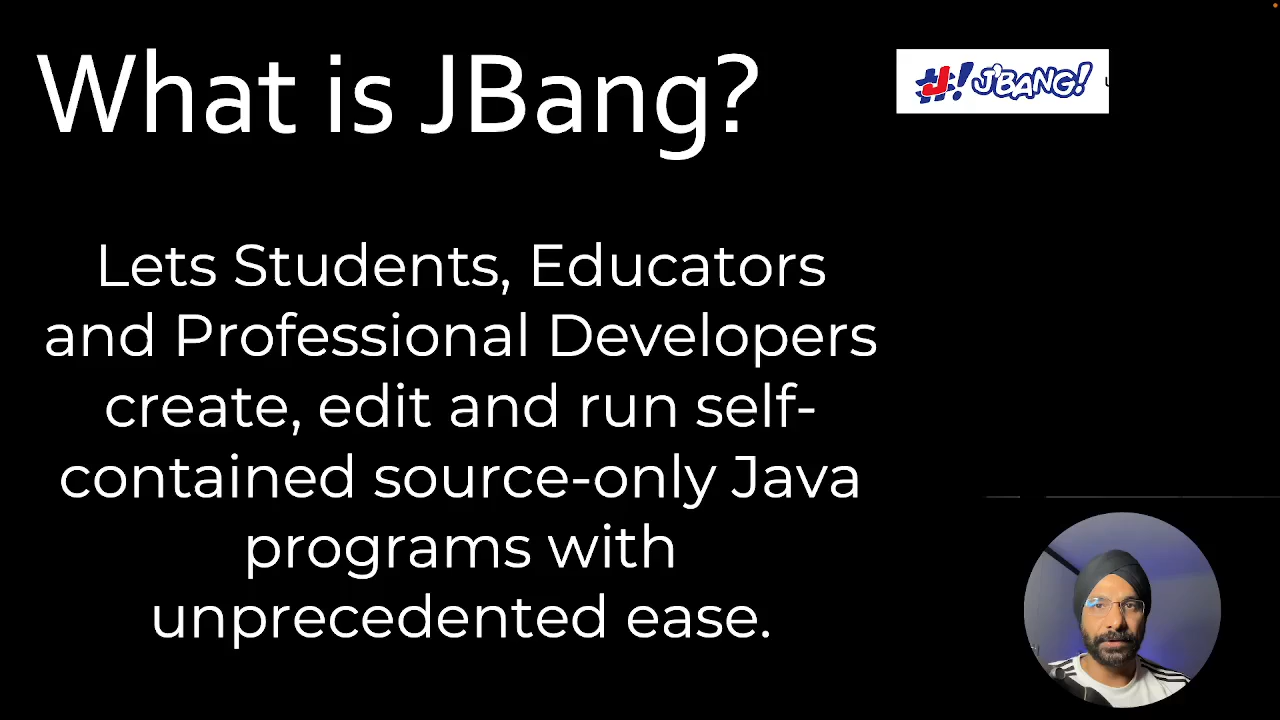 What is JBang?
#! J'BANG!
Lets Students, Educators
and Professional Developers
create, edit and run self-
contained source-only Java
programs with
unprecedented ease.